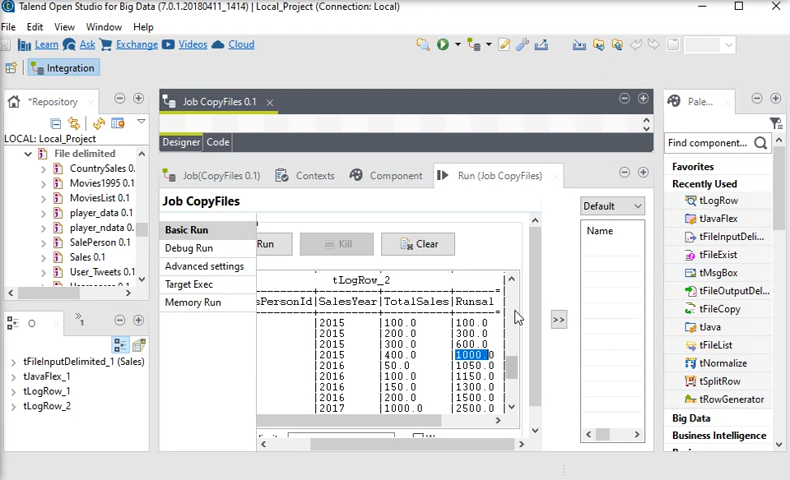 Talend Open Studio for Big Data (7.0.1.20180411_1414) | Local_Project (Connection: Local)
File Edit View Window Help
Learn Ask Exchange Videos Cloud
Integration
*Repository
LOCAL: Local_Project
File delimited
CountrySales 0.1
Movies1995 0.1
MoviesList 0.1
player_data 0.1
player_ndata 0.1
SalePerson 0.1
Sales 0.1
User_Tweets 0.1
O
1
tFileInputDelimited_1 (Sales)
tJavaFlex_1
tLogRow_1
tLogRow_2
Job CopyFiles 0.1
Designer Code
Job(CopyFiles 0.1) Contexts Component Run (Job CopyFiles)
Job CopyFiles
Basic Run
Debug Run
Advanced settings
Target Exec
Memory Run
Run Kill Clear
tLogRow_2
sPersonId|SalesYear|TotalSales|Runsal
|2015 |100.0 |100.0
|2015 |200.0 |300.0
|2015 |300.0 |600.0
|2015 |400.0 |1000.0
|2016 |50.0 |1050.0
|2016 |100.0 |1150.0
|2016 |150.0 |1300.0
|2016 |200.0 |1500.0
|2017 |1000.0 |2500.0
Default
Name
>>
Pale...
Find component...
Favorites
Recently Used
tLogRow
tJavaFlex
tFileInputDeli...
tFileExist
tMsgBox
tFileOutputDel...
tFileCopy
tJava
tFileList
tNormalize
tSplitRow
tRowGenerator
Big Data
Business Intelligence